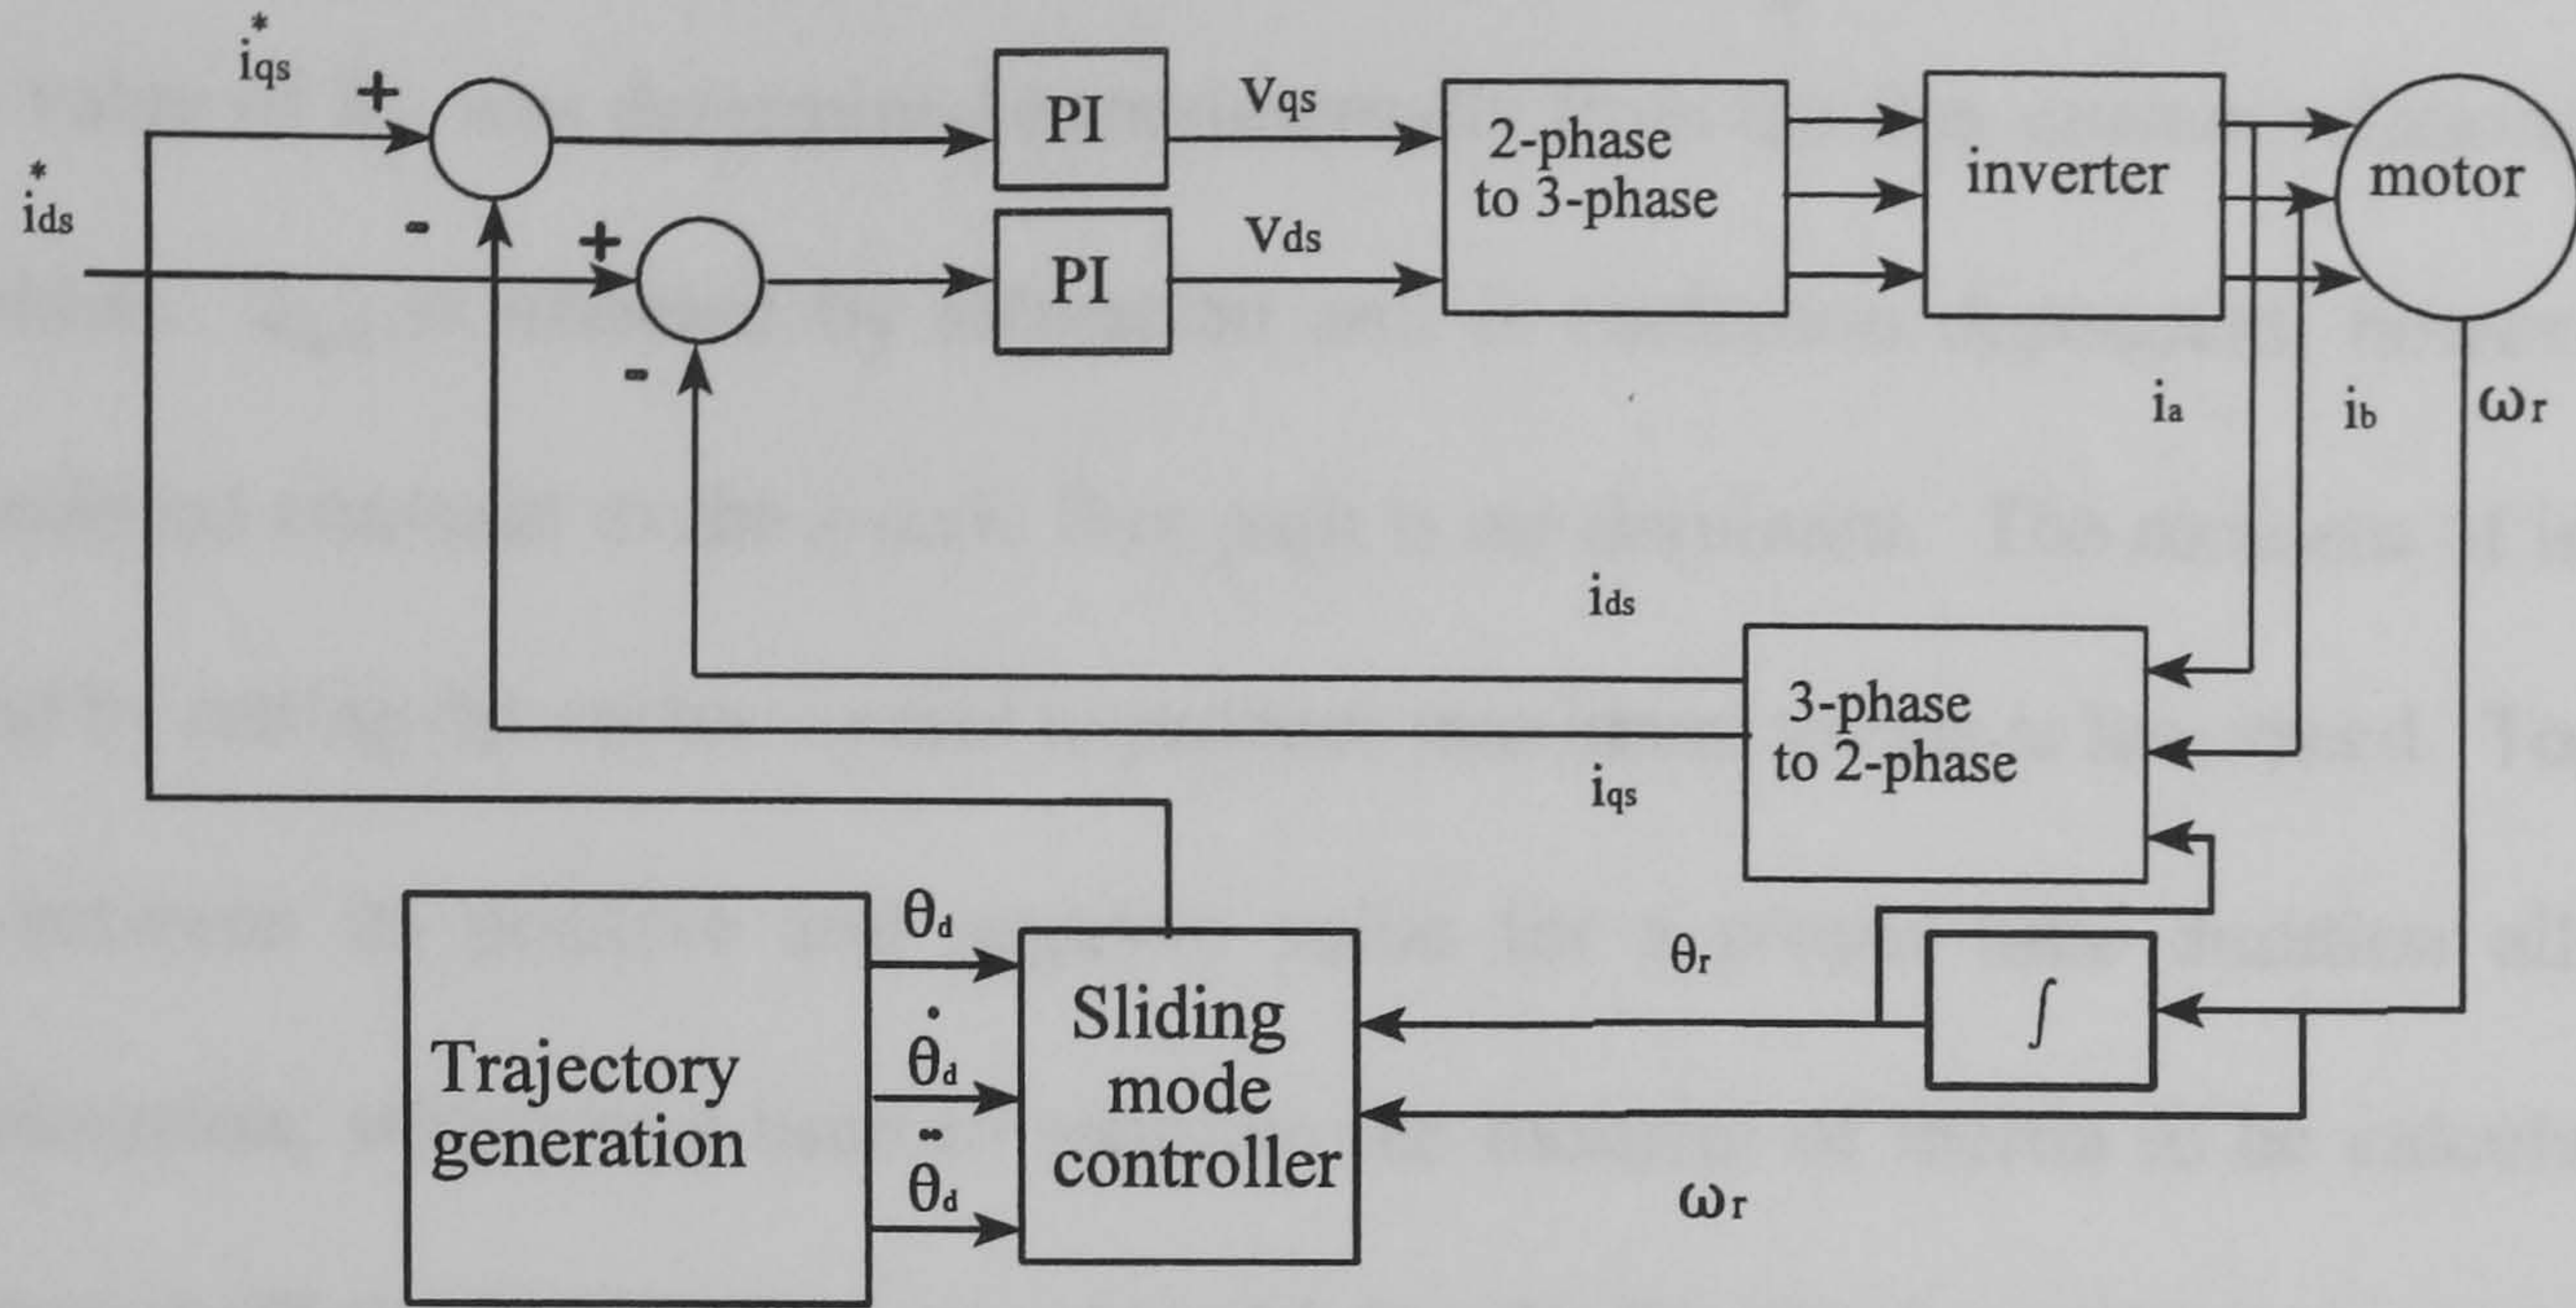 i*qs
+
PI
Vqs
2-phase
to 3-phase
inverter
motor
i*ds
-
+
PI
Vds
-
ia
ib
ωr
ids
3-phase
to 2-phase
iqs
Trajectory
generation
θd
θ̇d
θ̈d
Sliding
mode
controller
θr
∫
ωr